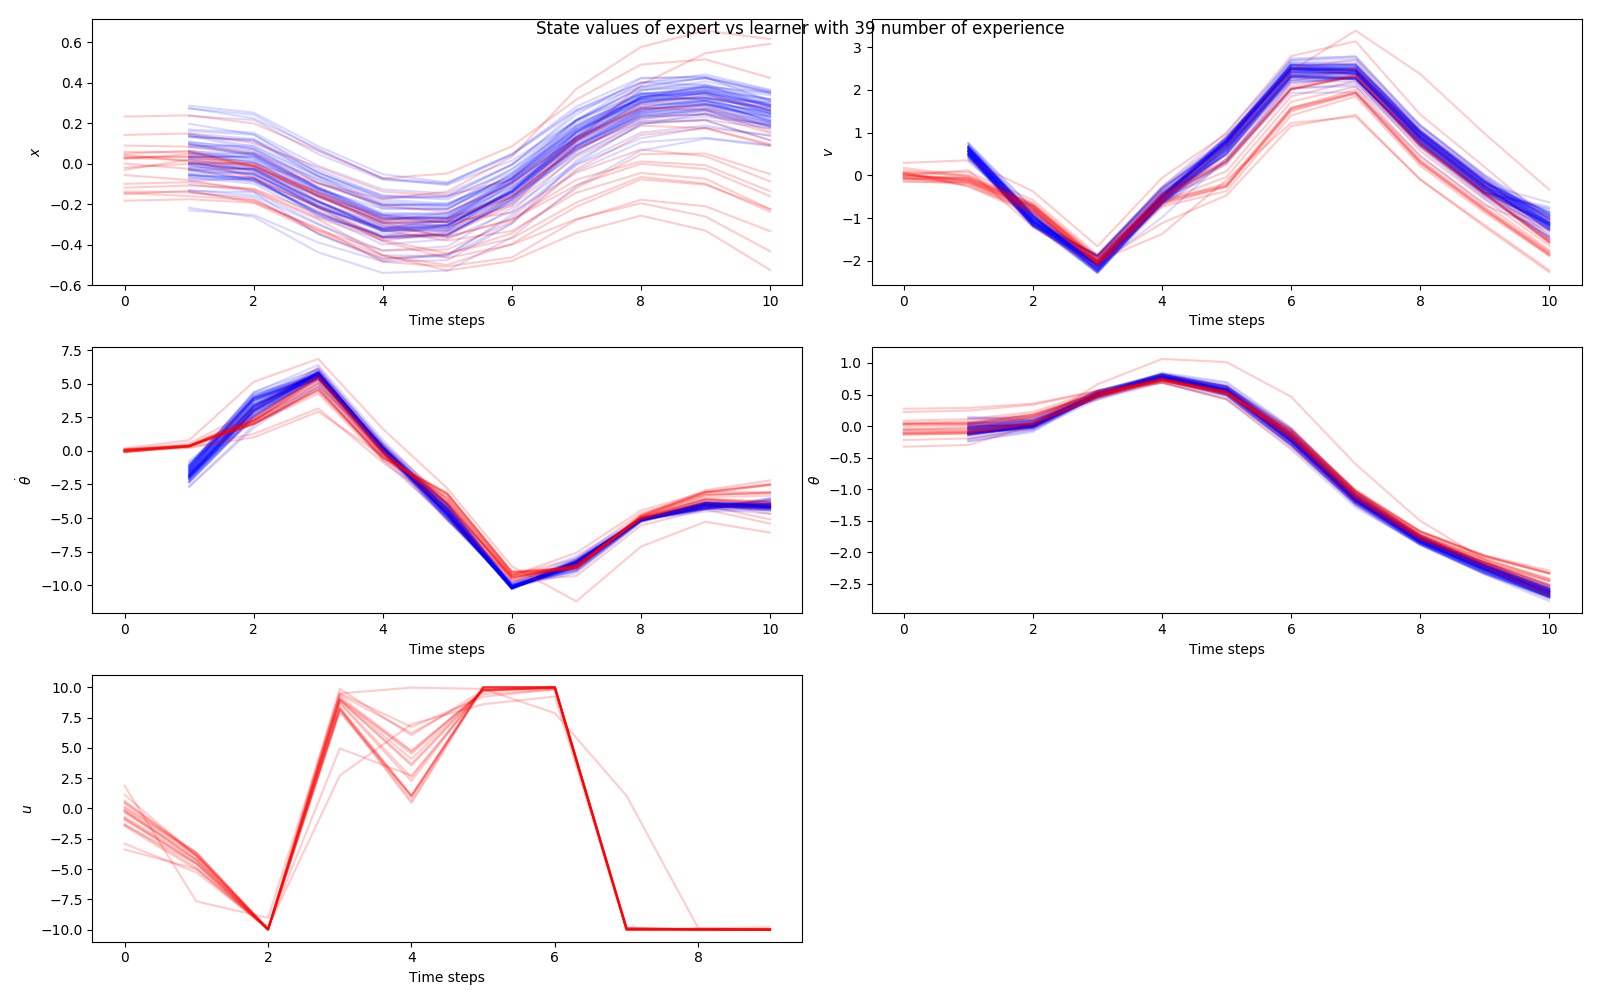 State values of expert vs learner with 39 number of experience
0.6
0.4
0.2
0.0
−0.2
−0.4
−0.6
x
0 2 4 6 8 10
Time steps
3
2
1
0
−1
−2
v
0 2 4 6 8 10
Time steps
7.5
5.0
2.5
0.0
−2.5
−5.0
−7.5
−10.0
θ̇
0 2 4 6 8 10
Time steps
1.0
0.5
0.0
−0.5
−1.0
−1.5
−2.0
−2.5
θ
0 2 4 6 8 10
Time steps
10.0
7.5
5.0
2.5
0.0
−2.5
−5.0
−7.5
−10.0
u
0 2 4 6 8
Time steps